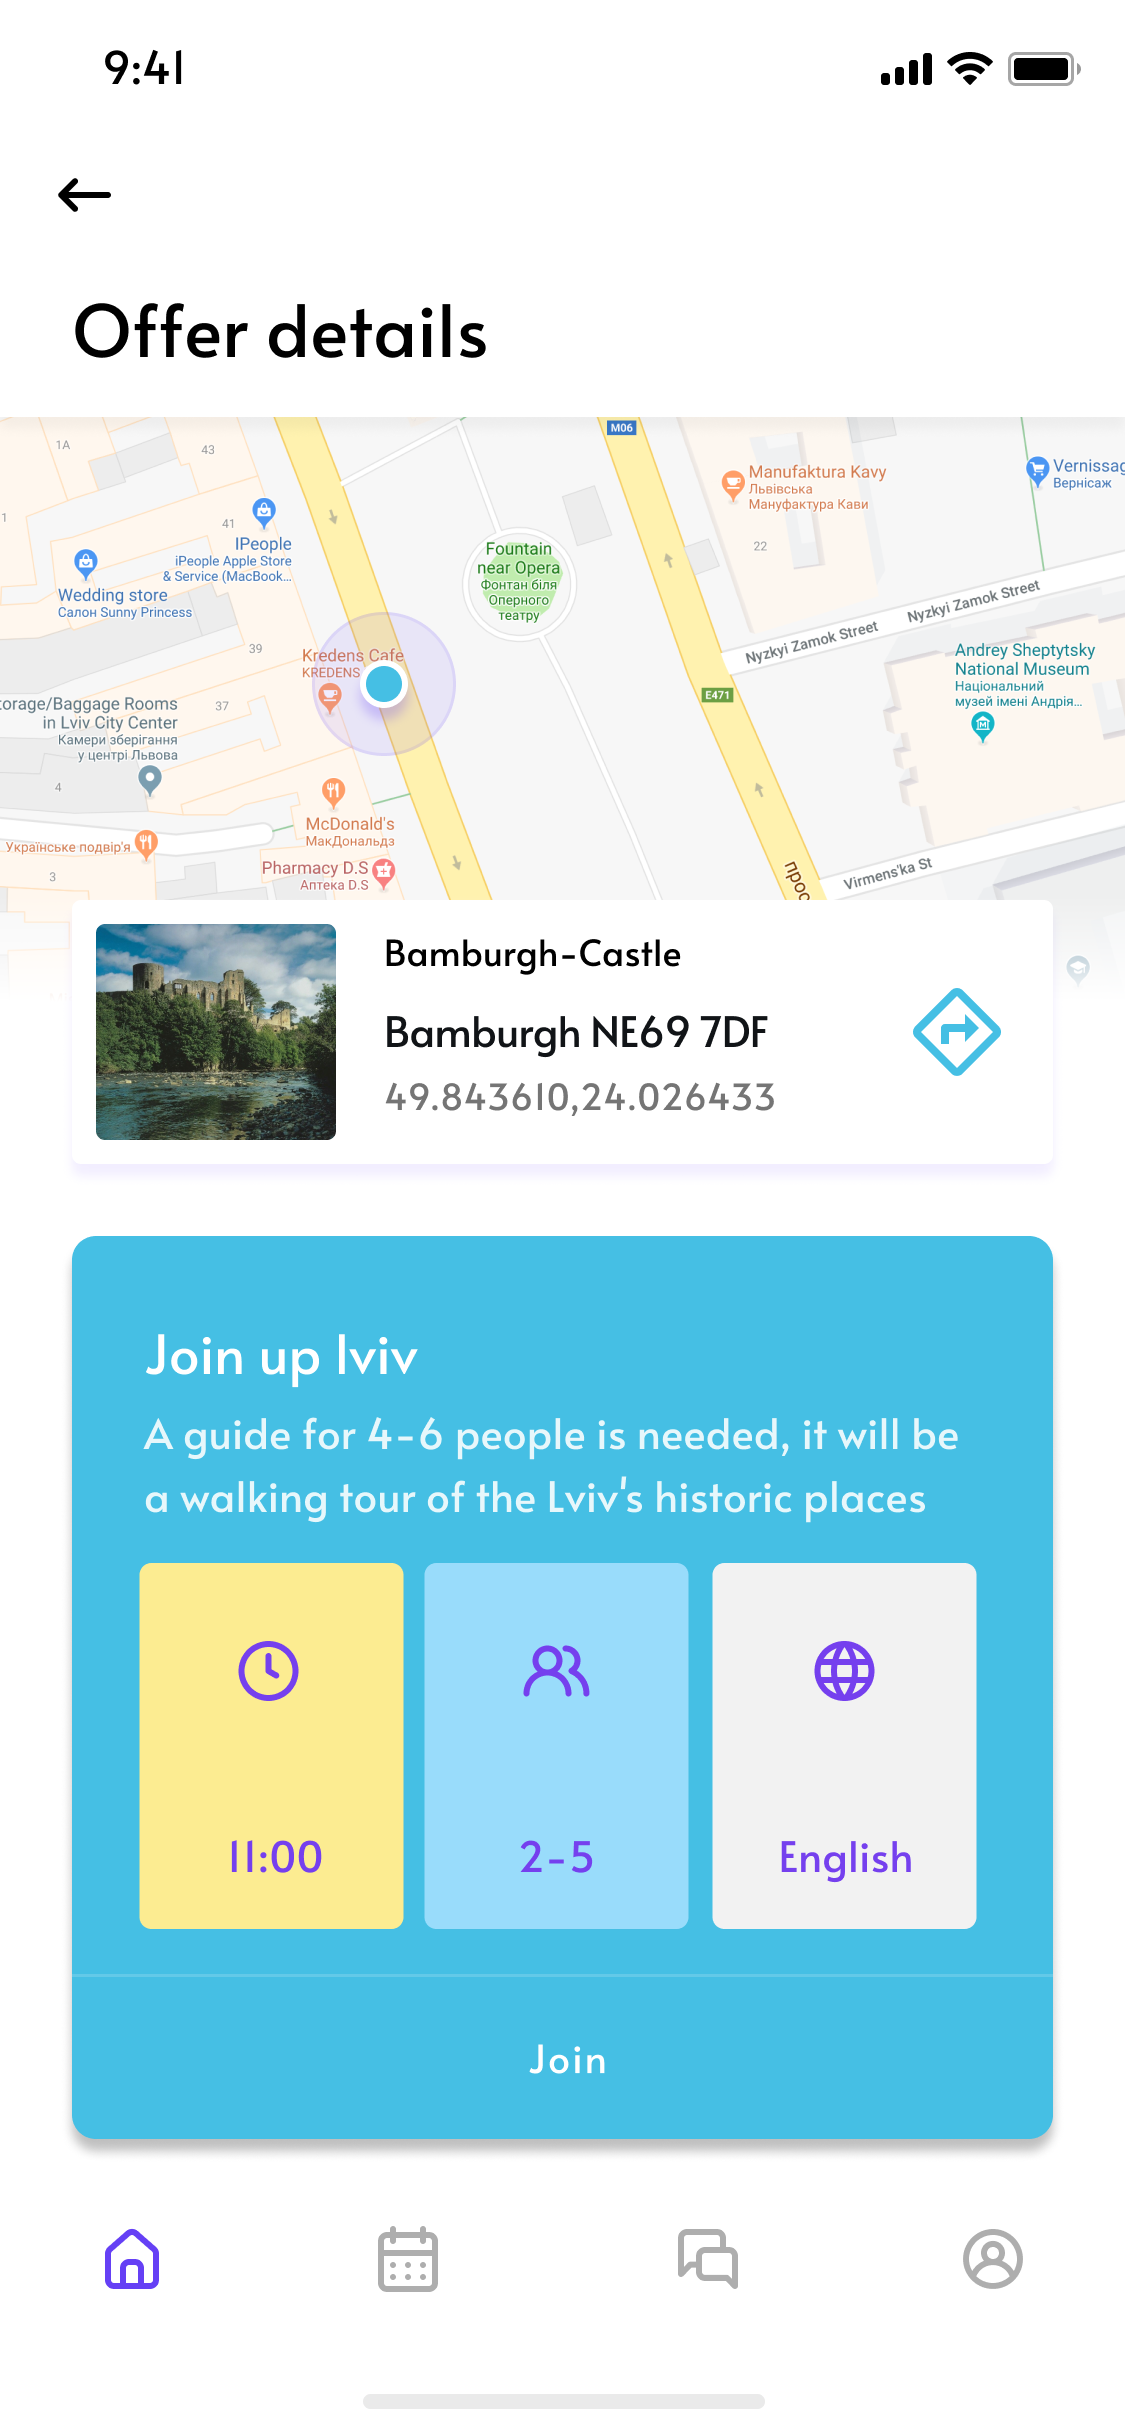 9:41
Offer details
M06
1A
43
Manufaktura Kavy
Львівська
Мануфактура Кави
Vernissag
Вернісаж
1
41
IPeople
iPeople Apple Store
& Service (MacBook...
22
Fountain
near Opera
Фонтан біля
Оперного
театру
Wedding store
Салон Sunny Princess
Nyzkyi Zamok Street
Nyzkyi Zamok Street
39
Kredens Cafe
KREDENS
Andrey Sheptytsky
National Museum
Національний
музей імені Андрія...
E471
torage/Baggage Rooms
in Lviv City Center
Камери зберігання
у центрі Львова
37
4
McDonald's
МакДональдз
Українське подвір'я
3
Pharmacy D.S
Аптека D.S
прос
Virmens'ka St
Bamburgh-Castle
Bamburgh NE69 7DF
49.843610,24.026433
Join up lviv
A guide for 4-6 people is needed, it will be
a walking tour of the Lviv's historic places
11:00
2-5
English
Join